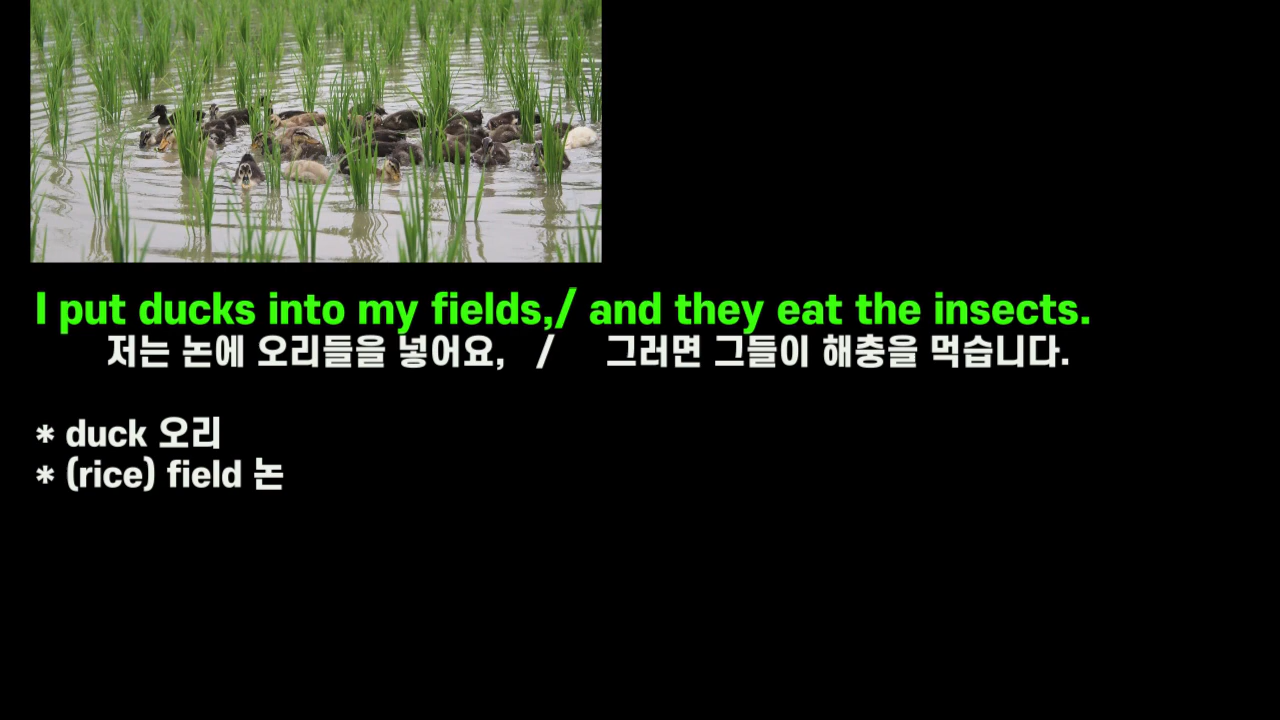 I put ducks into my fields,/ and they eat the insects.
저는 논에 오리들을 넣어요, / 그러면 그들이 해충을 먹습니다.
* duck 오리
* (rice) field 논